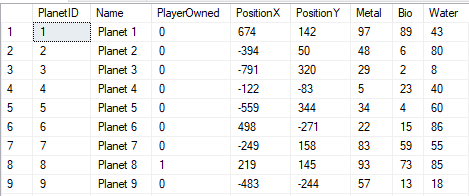 PlanetID Name PlayerOwned PositionX PositionY Metal Bio Water
1 1 Planet 1 0 674 142 97 89 43
2 2 Planet 2 0 -394 50 48 6 80
3 3 Planet 3 0 -791 320 29 2 8
4 4 Planet 4 0 -122 -83 5 23 40
5 5 Planet 5 0 -559 344 34 4 60
6 6 Planet 6 0 498 -271 22 15 86
7 7 Planet 7 0 -249 158 83 59 55
8 8 Planet 8 1 219 145 93 73 85
9 9 Planet 9 0 -483 -244 57 13 18